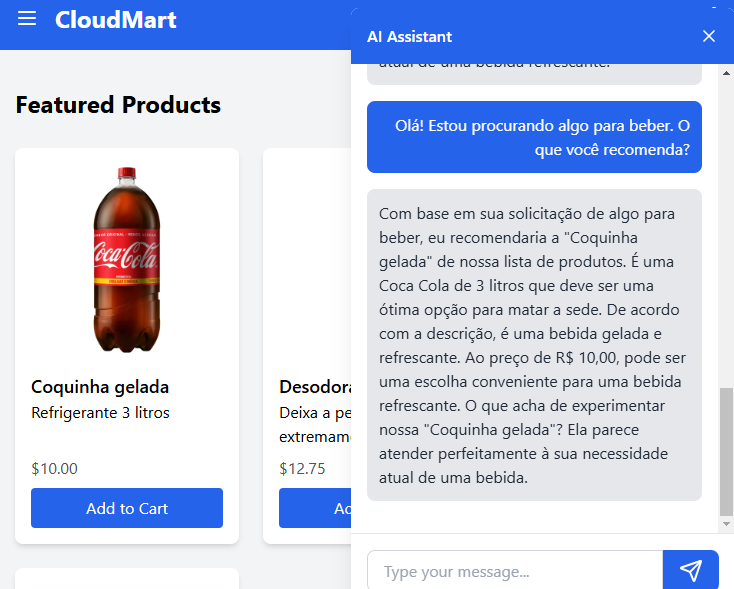 CloudMart
Featured Products
Coca-Cola
Coquinha gelada
Refrigerante 3 litros
$10.00
Add to Cart
Desodora
Deixa a pe
extremam
$12.75
Ad
AI Assistant
atual de uma bebida refrescante.
Olá! Estou procurando algo para beber. O
que você recomenda?
Com base em sua solicitação de algo para
beber, eu recomendaria a "Coquinha
gelada" de nossa lista de produtos. É uma
Coca Cola de 3 litros que deve ser uma
ótima opção para matar a sede. De acordo
com a descrição, é uma bebida gelada e
refrescante. Ao preço de R$ 10,00, pode ser
uma escolha conveniente para uma bebida
refrescante. O que acha de experimentar
nossa "Coquinha gelada"? Ela parece
atender perfeitamente à sua necessidade
atual de uma bebida.
Type your message...